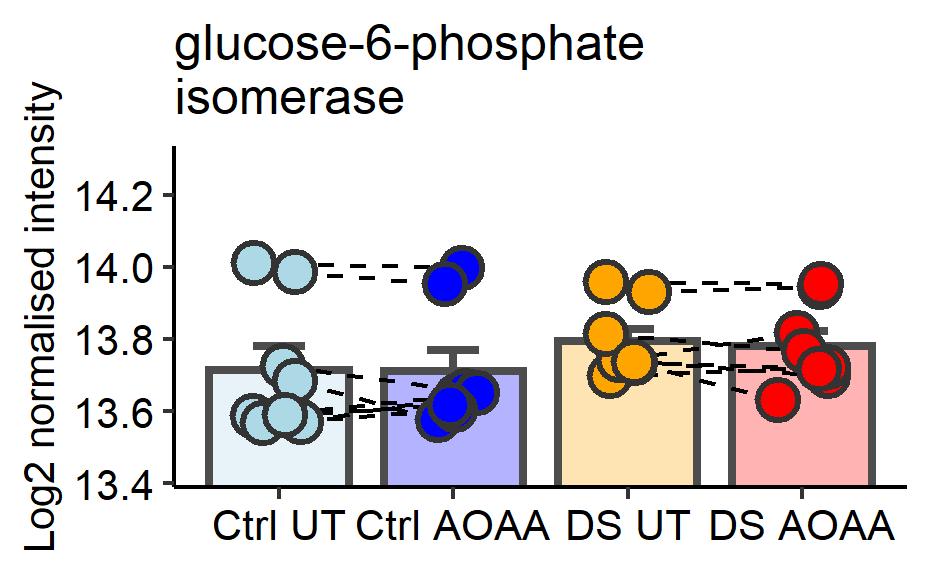 glucose-6-phosphate
isomerase
Log2 normalised intensity
14.2
14.0
13.8
13.6
13.4
Ctrl UT Ctrl AOAA DS UT DS AOAA